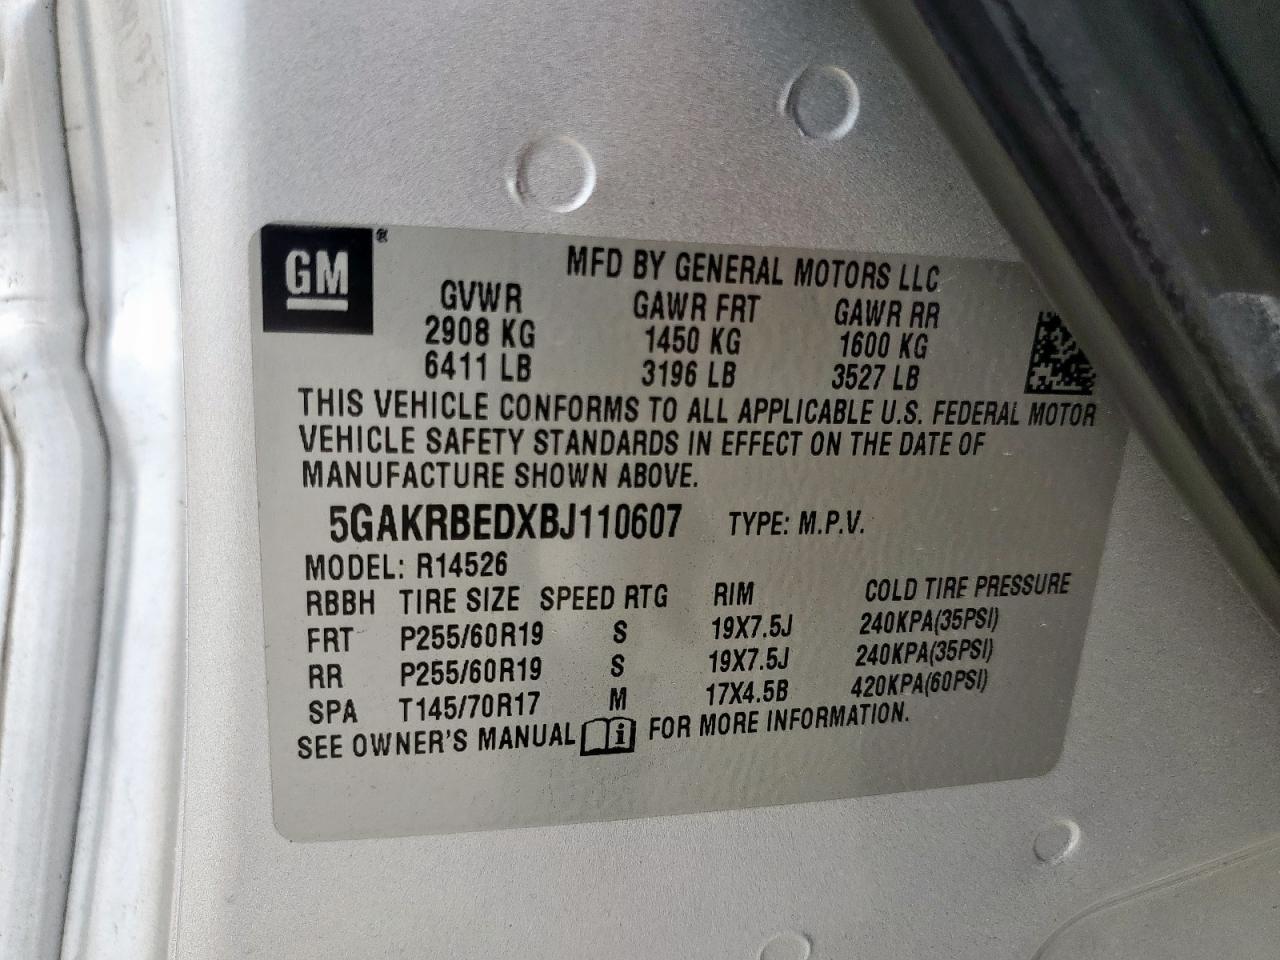 GM®
MFD BY GENERAL MOTORS LLC
GVWR GAWR FRT GAWR RR
2908 KG 1450 KG 1600 KG
6411 LB 3196 LB 3527 LB
THIS VEHICLE CONFORMS TO ALL APPLICABLE U.S. FEDERAL MOTOR
VEHICLE SAFETY STANDARDS IN EFFECT ON THE DATE OF
MANUFACTURE SHOWN ABOVE.
5GAKRBEDXBJ110607 TYPE: M.P.V.
MODEL: R14526
RBBH TIRE SIZE SPEED RTG RIM COLD TIRE PRESSURE
FRT P255/60R19 S 19X7.5J 240KPA(35PSI)
RR P255/60R19 S 19X7.5J 240KPA(35PSI)
SPA T145/70R17 M 17X4.5B 420KPA(60PSI)
SEE OWNER'S MANUAL i FOR MORE INFORMATION.